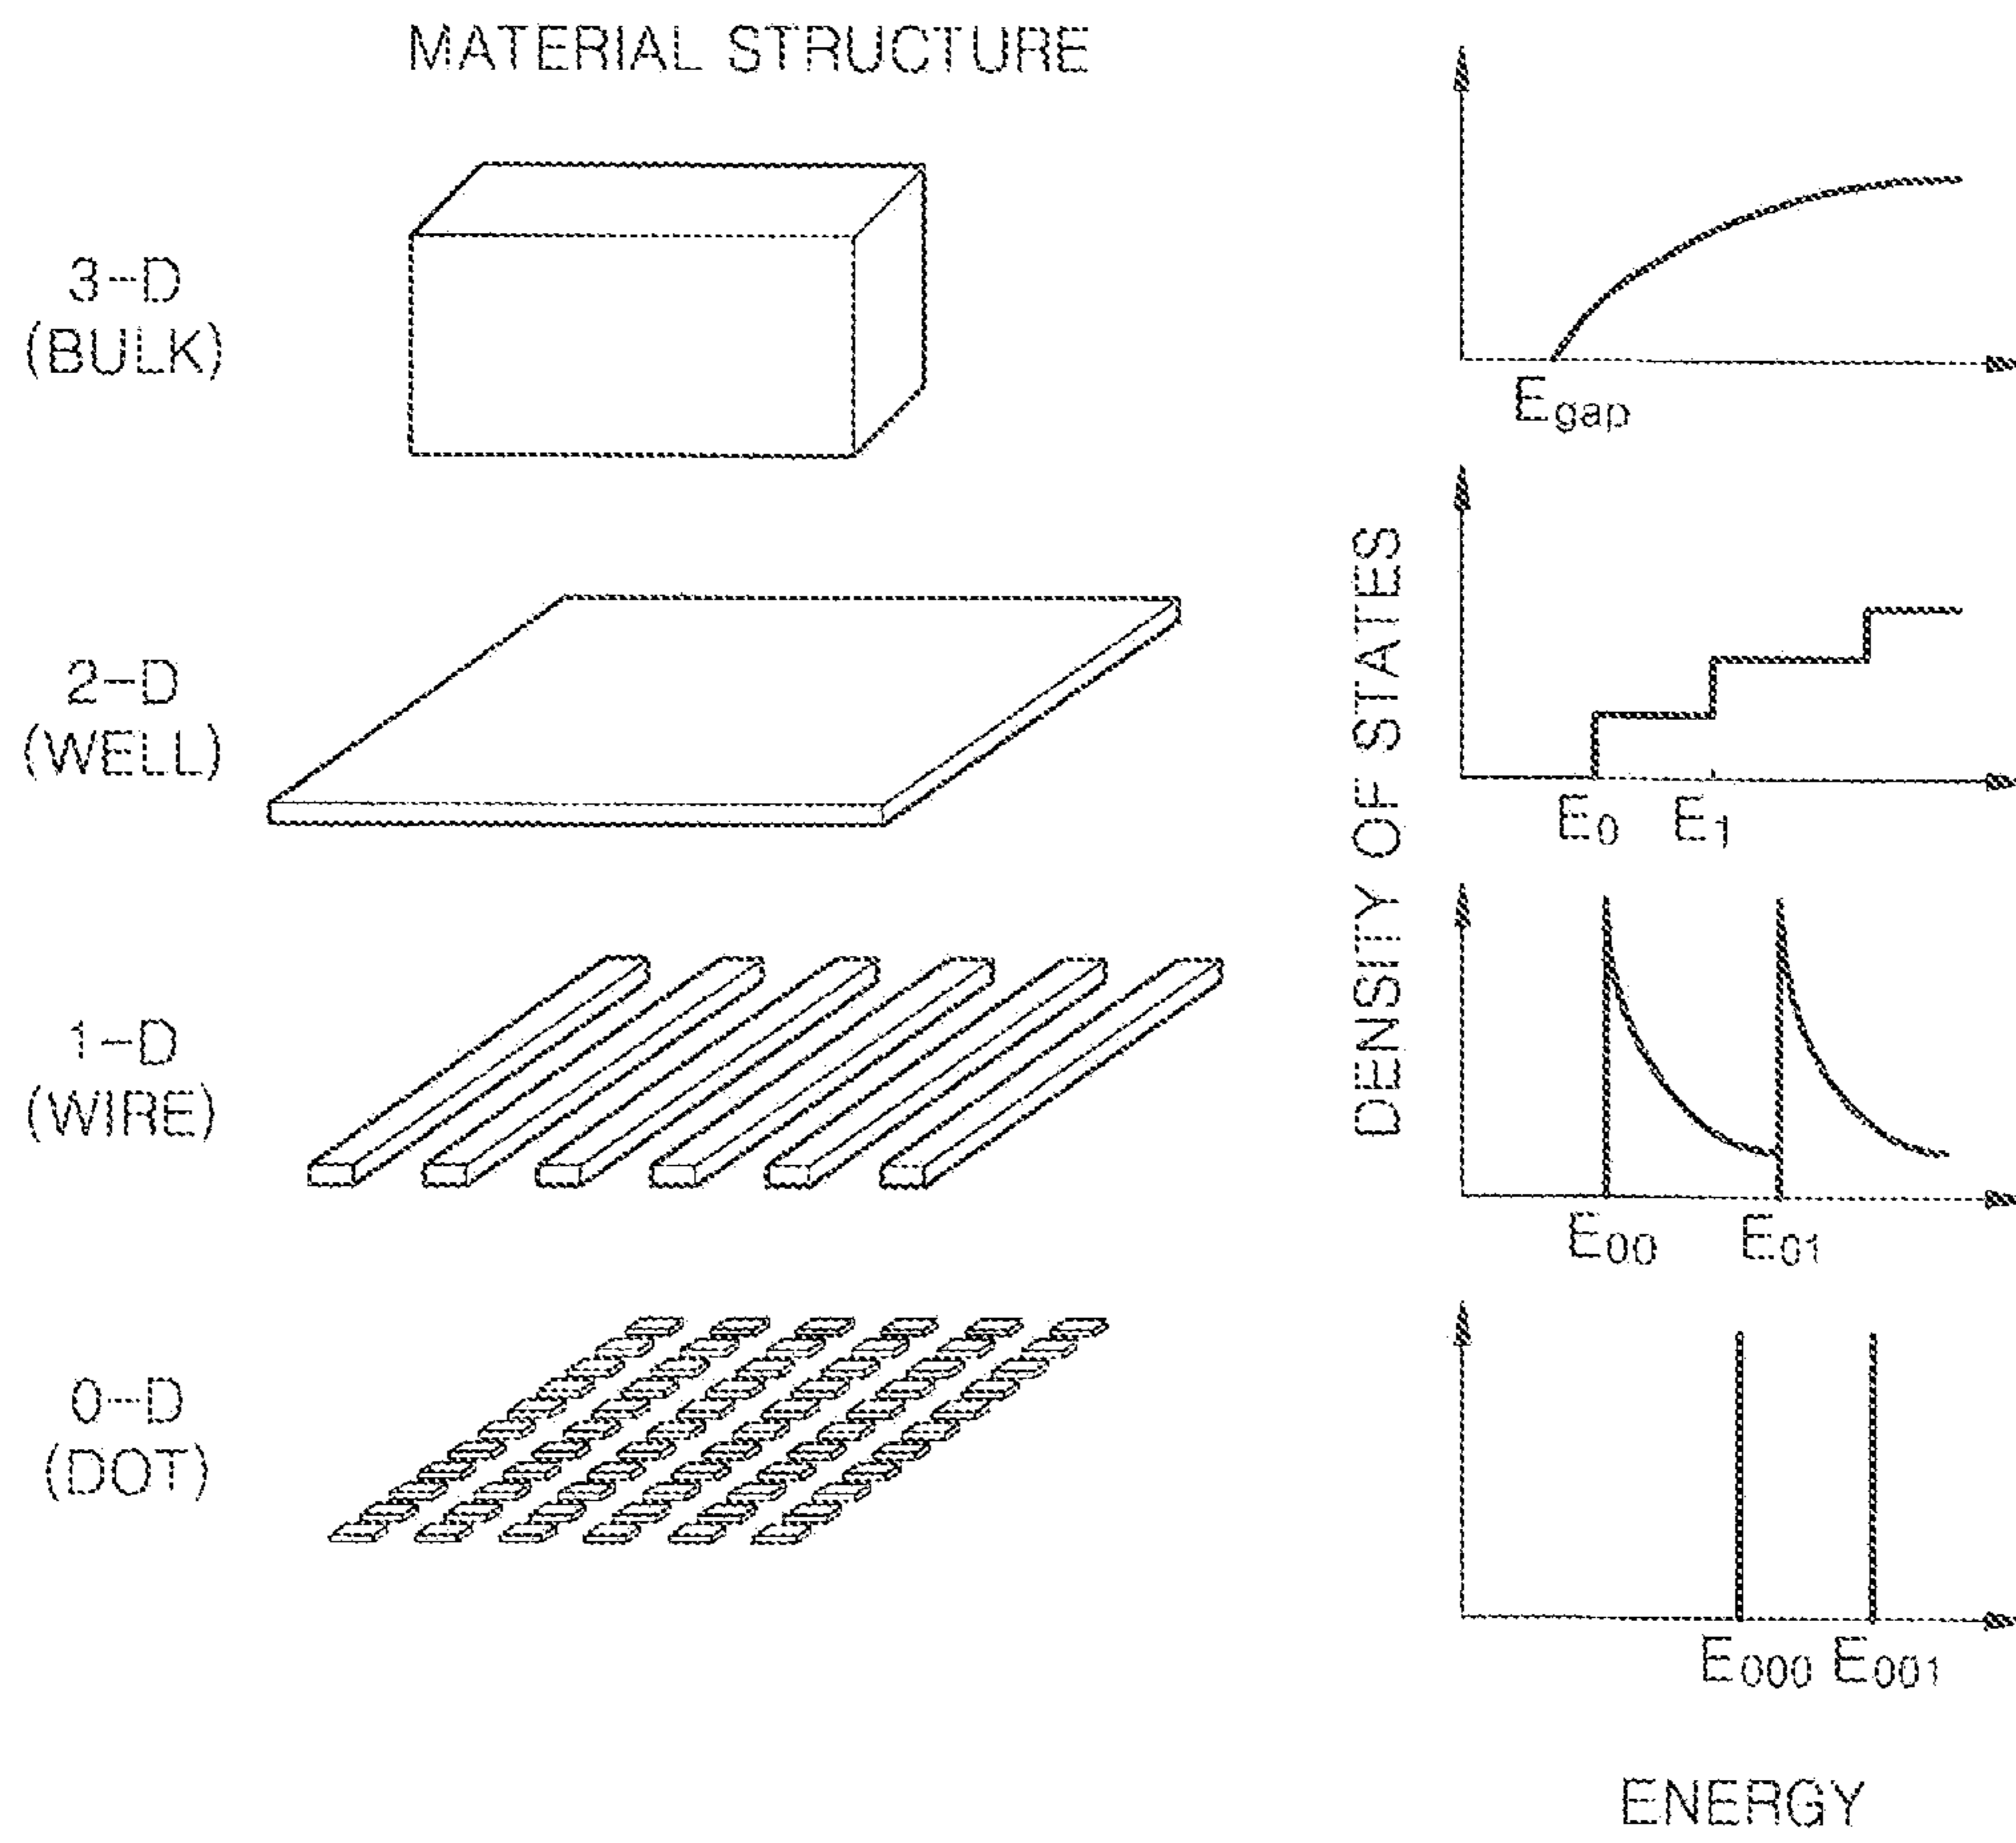 MATERIAL STRUCTURE
3-D
(BULK)
Egap
2-D
(WELL)
DENSITY OF STATES
E0 E1
1-D
(WIRE)
E00 E01
0-D
(DOT)
E000 E001
ENERGY